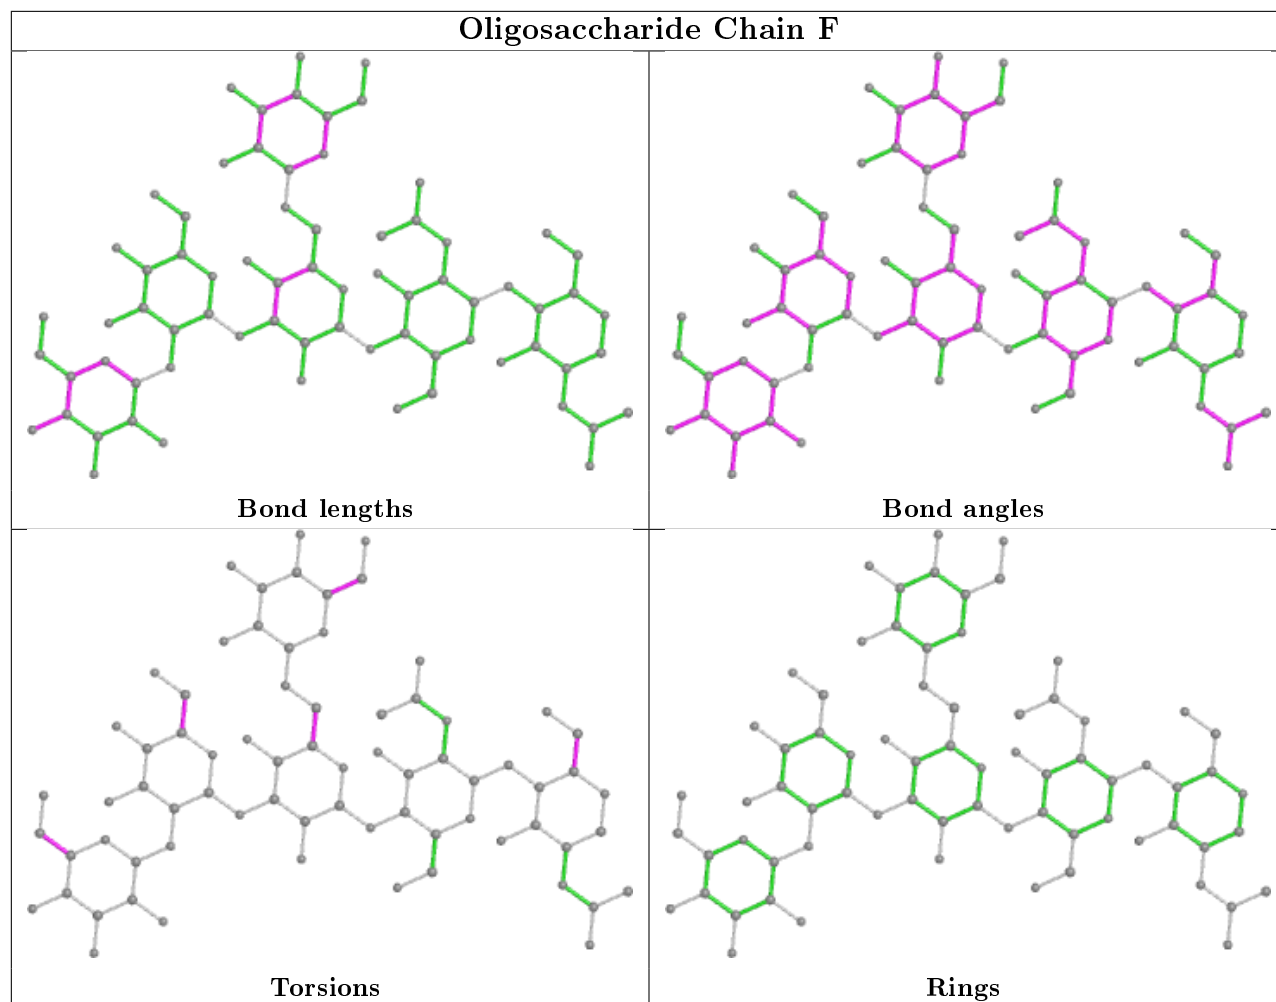 Oligosaccharide Chain F
Bond lengths
Bond angles
Torsions
Rings